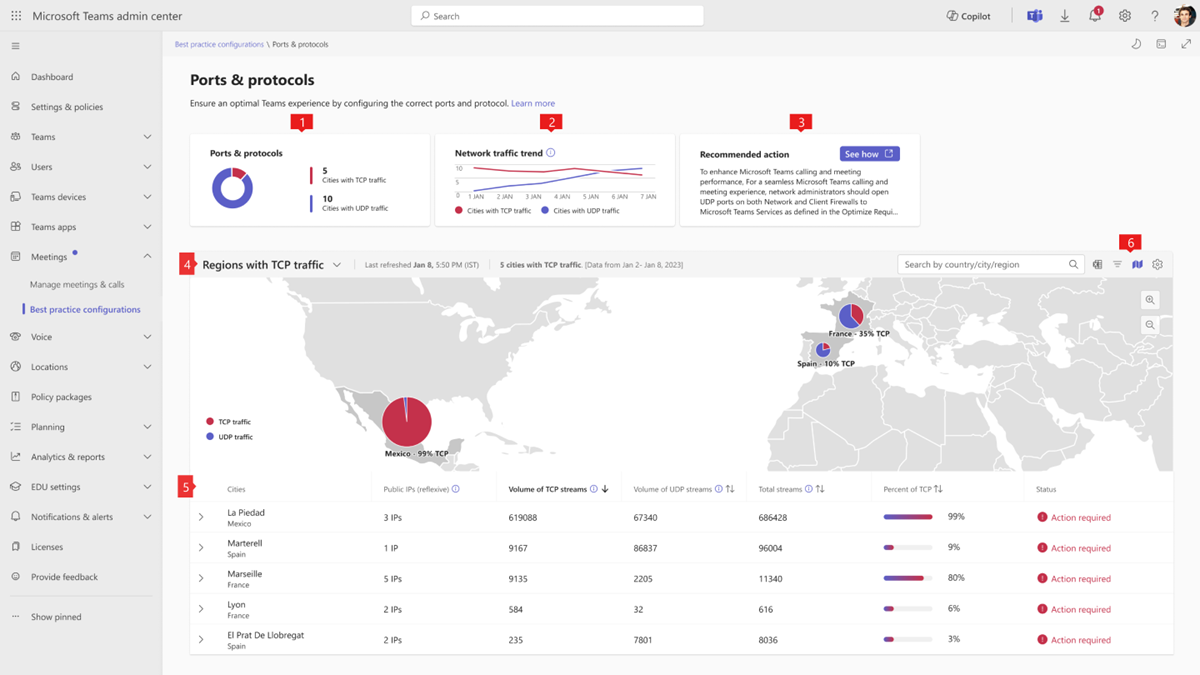 Microsoft Teams admin center
Search
Copilot
1
Dashboard
Settings & policies
Teams
Users
Teams devices
Teams apps
Meetings
Manage meetings & calls
Best practice configurations
Voice
Locations
Policy packages
Planning
Analytics & reports
EDU settings
Notifications & alerts
Licenses
Provide feedback
Show pinned
Best practice configurations \ Ports & protocols
Ports & protocols
Ensure an optimal Teams experience by configuring the correct ports and protocol. Learn more
1
Ports & protocols
5
Cities with TCP traffic
10
Cities with UDP traffic
2
Network traffic trend
10
5
0
1 JAN 2 JAN 3 JAN 4 JAN 5 JAN 6 JAN 7 JAN
Cities with TCP traffic Cities with UDP traffic
3
Recommended action
See how
To enhance Microsoft Teams calling and meeting
performance, For a seamless Microsoft Teams calling and
meeting experience, network administrators should open
UDP ports on both Network and Client Firewalls to
Microsoft Teams Services as defined in the Optimize Requi...
4
Regions with TCP traffic
Last refreshed Jan 8, 5:50 PM (IST)
5 cities with TCP traffic. [Data from Jan 2- Jan 8, 2023]
Search by country/city/region
6
France - 35% TCP
Spain - 10% TCP
Mexico - 99% TCP
TCP traffic
UDP traffic
5
Cities Public IPs (reflexive) Volume of TCP streams Volume of UDP streams Total streams Percent of TCP Status
La Piedad
Mexico
3 IPs 619088 67340 686428 99% Action required
Marterell
Spain
1 IP 9167 86837 96004 9% Action required
Marseille
France
5 IPs 9135 2205 11340 80% Action required
Lyon
France
2 IPs 584 32 616 6% Action required
El Prat De Llobregat
Spain
2 IPs 235 7801 8036 3% Action required